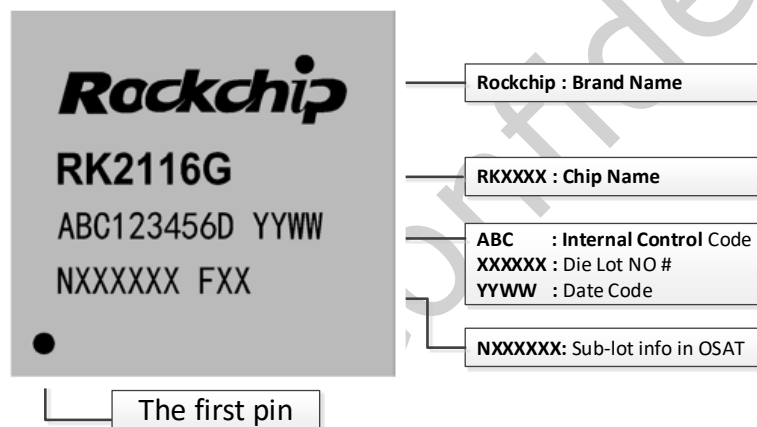 Rockchip
RK2116G
ABC123456D YYWW
NXXXXXX FXX
Rockchip : Brand Name
RKXXXX : Chip Name
ABC : Internal Control Code
XXXXXX : Die Lot NO #
YYWW : Date Code
NXXXXXX: Sub-lot info in OSAT
The first pin